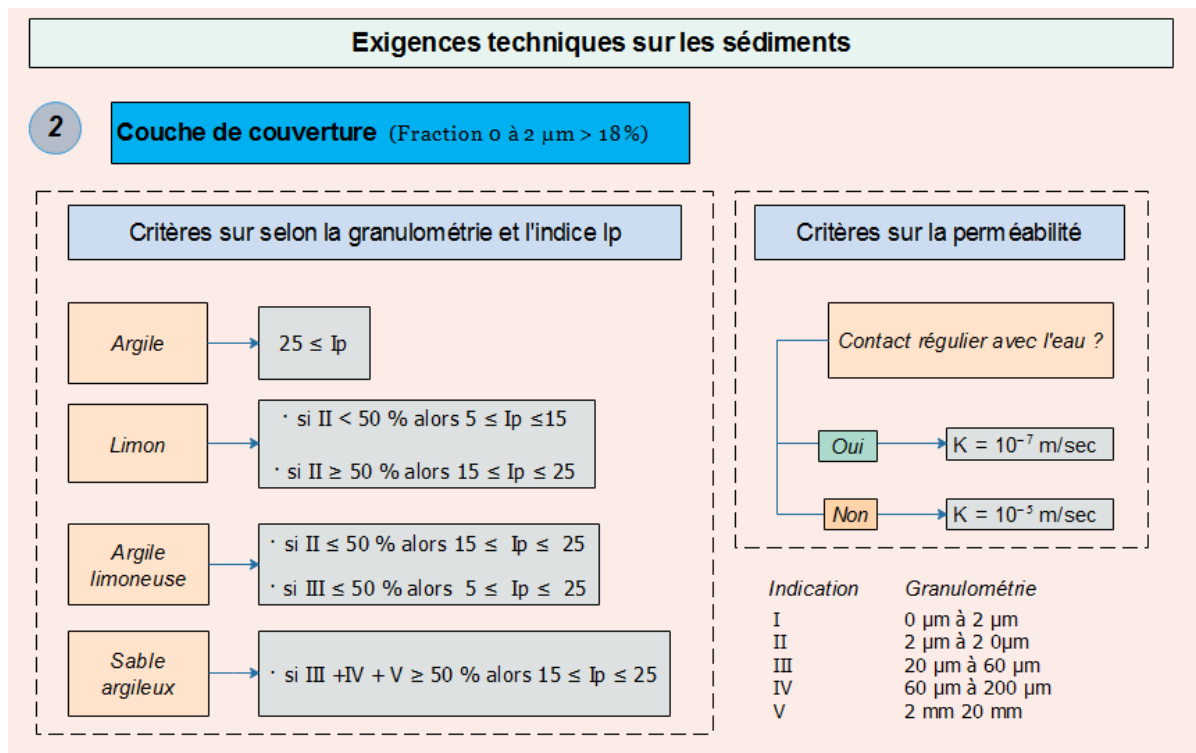 Exigences techniques sur les sédiments
2
Couche de couverture (Fraction 0 à 2 µm > 18%)
Critères sur selon la granulométrie et l'indice Ip
Argile
25 ≤ Ip
Limon
· si II < 50 % alors 5 ≤ Ip ≤15
· si II ≥ 50 % alors 15 ≤ Ip ≤ 25
Argile
limoneuse
· si II ≤ 50 % alors 15 ≤ Ip ≤ 25
· si III ≤ 50 % alors 5 ≤ Ip ≤ 25
Sable
argileux
· si III +IV + V ≥ 50 % alors 15 ≤ Ip ≤ 25
Critères sur la perméabilité
Contact régulier avec l'eau ?
Oui
K = 10⁻⁷ m/sec
Non
K = 10⁻⁵ m/sec
Indication Granulométrie
I 0 µm à 2 µm
II 2 µm à 2 0µm
III 20 µm à 60 µm
IV 60 µm à 200 µm
V 2 mm 20 mm